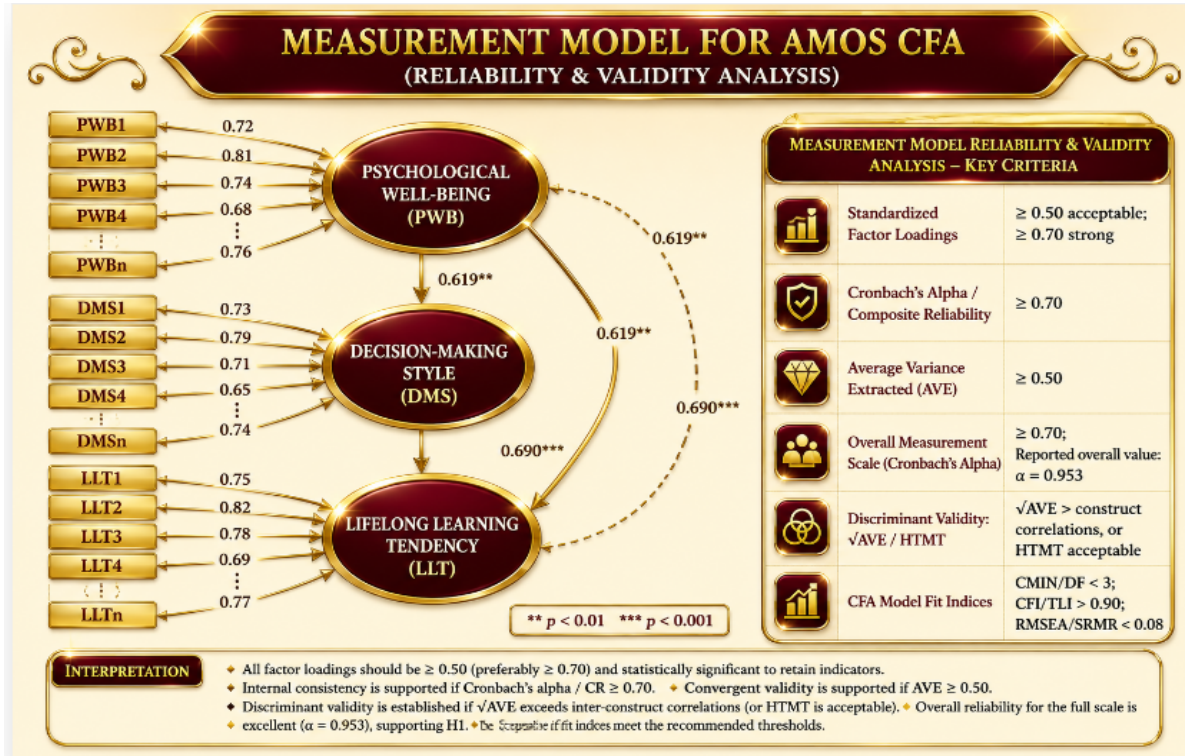 MEASUREMENT MODEL FOR AMOS CFA
(RELIABILITY & VALIDITY ANALYSIS)
PWB1
0.72
PWB2
0.81
PWB3
0.74
PWB4
0.68
PWBn
0.76
PSYCHOLOGICAL
WELL-BEING
(PWB)
0.619**
0.619**
0.619**
DMS1
0.73
DMS2
0.79
DMS3
0.71
DMS4
0.65
DMSn
0.74
DECISION-MAKING
STYLE
(DMS)
0.690***
0.690***
LLT1
0.75
LLT2
0.82
LLT3
0.78
LLT4
0.69
LLTn
0.77
LIFELONG LEARNING
TENDENCY
(LLT)
** p < 0.01 *** p < 0.001
MEASUREMENT MODEL RELIABILITY & VALIDITY
ANALYSIS – KEY CRITERIA
Standardized
Factor Loadings
≥ 0.50 acceptable;
≥ 0.70 strong
Cronbach's Alpha /
Composite Reliability
≥ 0.70
Average Variance
Extracted (AVE)
≥ 0.50
Overall Measurement
Scale (Cronbach's Alpha)
≥ 0.70;
Reported overall value:
α = 0.953
Discriminant Validity:
√AVE / HTMT
√AVE > construct
correlations, or
HTMT acceptable
CFA Model Fit Indices
CMIN/DF < 3;
CFI/TLI > 0.90;
RMSEA/SRMR < 0.08
INTERPRETATION
◆ All factor loadings should be ≥ 0.50 (preferably ≥ 0.70) and statistically significant to retain indicators.
◆ Internal consistency is supported if Cronbach's alpha / CR ≥ 0.70. ◆ Convergent validity is supported if AVE ≥ 0.50.
◆ Discriminant validity is established if √AVE exceeds inter-construct correlations (or HTMT is acceptable). ◆ Overall reliability for the full scale is
◆ excellent (α = 0.953), supporting H1. ◆ fit indices meet the recommended thresholds.